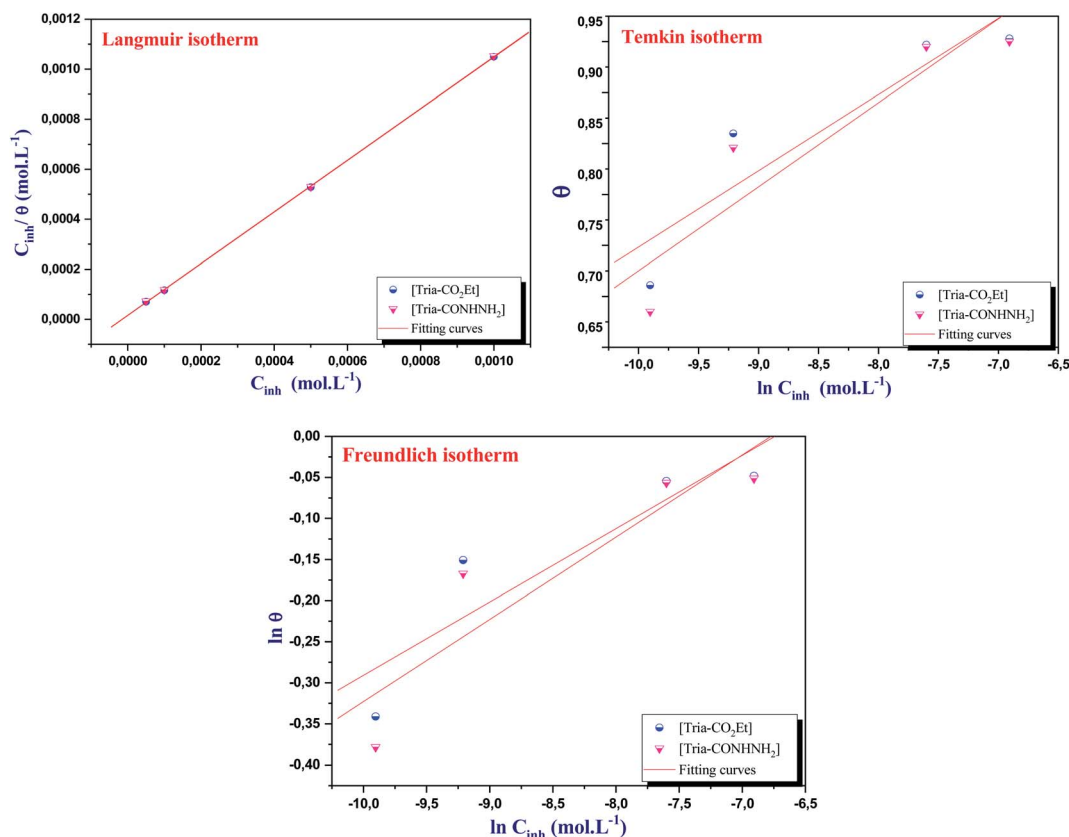 Langmuir isotherm
0,0012
0,0010
0,0008
0,0006
0,0004
0,0002
0,0000
C_inh/ θ (mol.L⁻¹)
[Tria-CO₂Et]
[Tria-CONHNH₂]
Fitting curves
0,0000 0,0002 0,0004 0,0006 0,0008 0,0010
C_inh (mol.L⁻¹)
Temkin isotherm
0,95
0,90
0,85
0,80
0,75
0,70
0,65
θ
[Tria-CO₂Et]
[Tria-CONHNH₂]
Fitting curves
-10,0 -9,5 -9,0 -8,5 -8,0 -7,5 -7,0 -6,5
ln C_inh (mol.L⁻¹)
Freundlich isotherm
0,00
-0,05
-0,10
-0,15
-0,20
-0,25
-0,30
-0,35
-0,40
ln θ
[Tria-CO₂Et]
[Tria-CONHNH₂]
Fitting curves
-10,0 -9,5 -9,0 -8,5 -8,0 -7,5 -7,0 -6,5
ln C_inh (mol.L⁻¹)